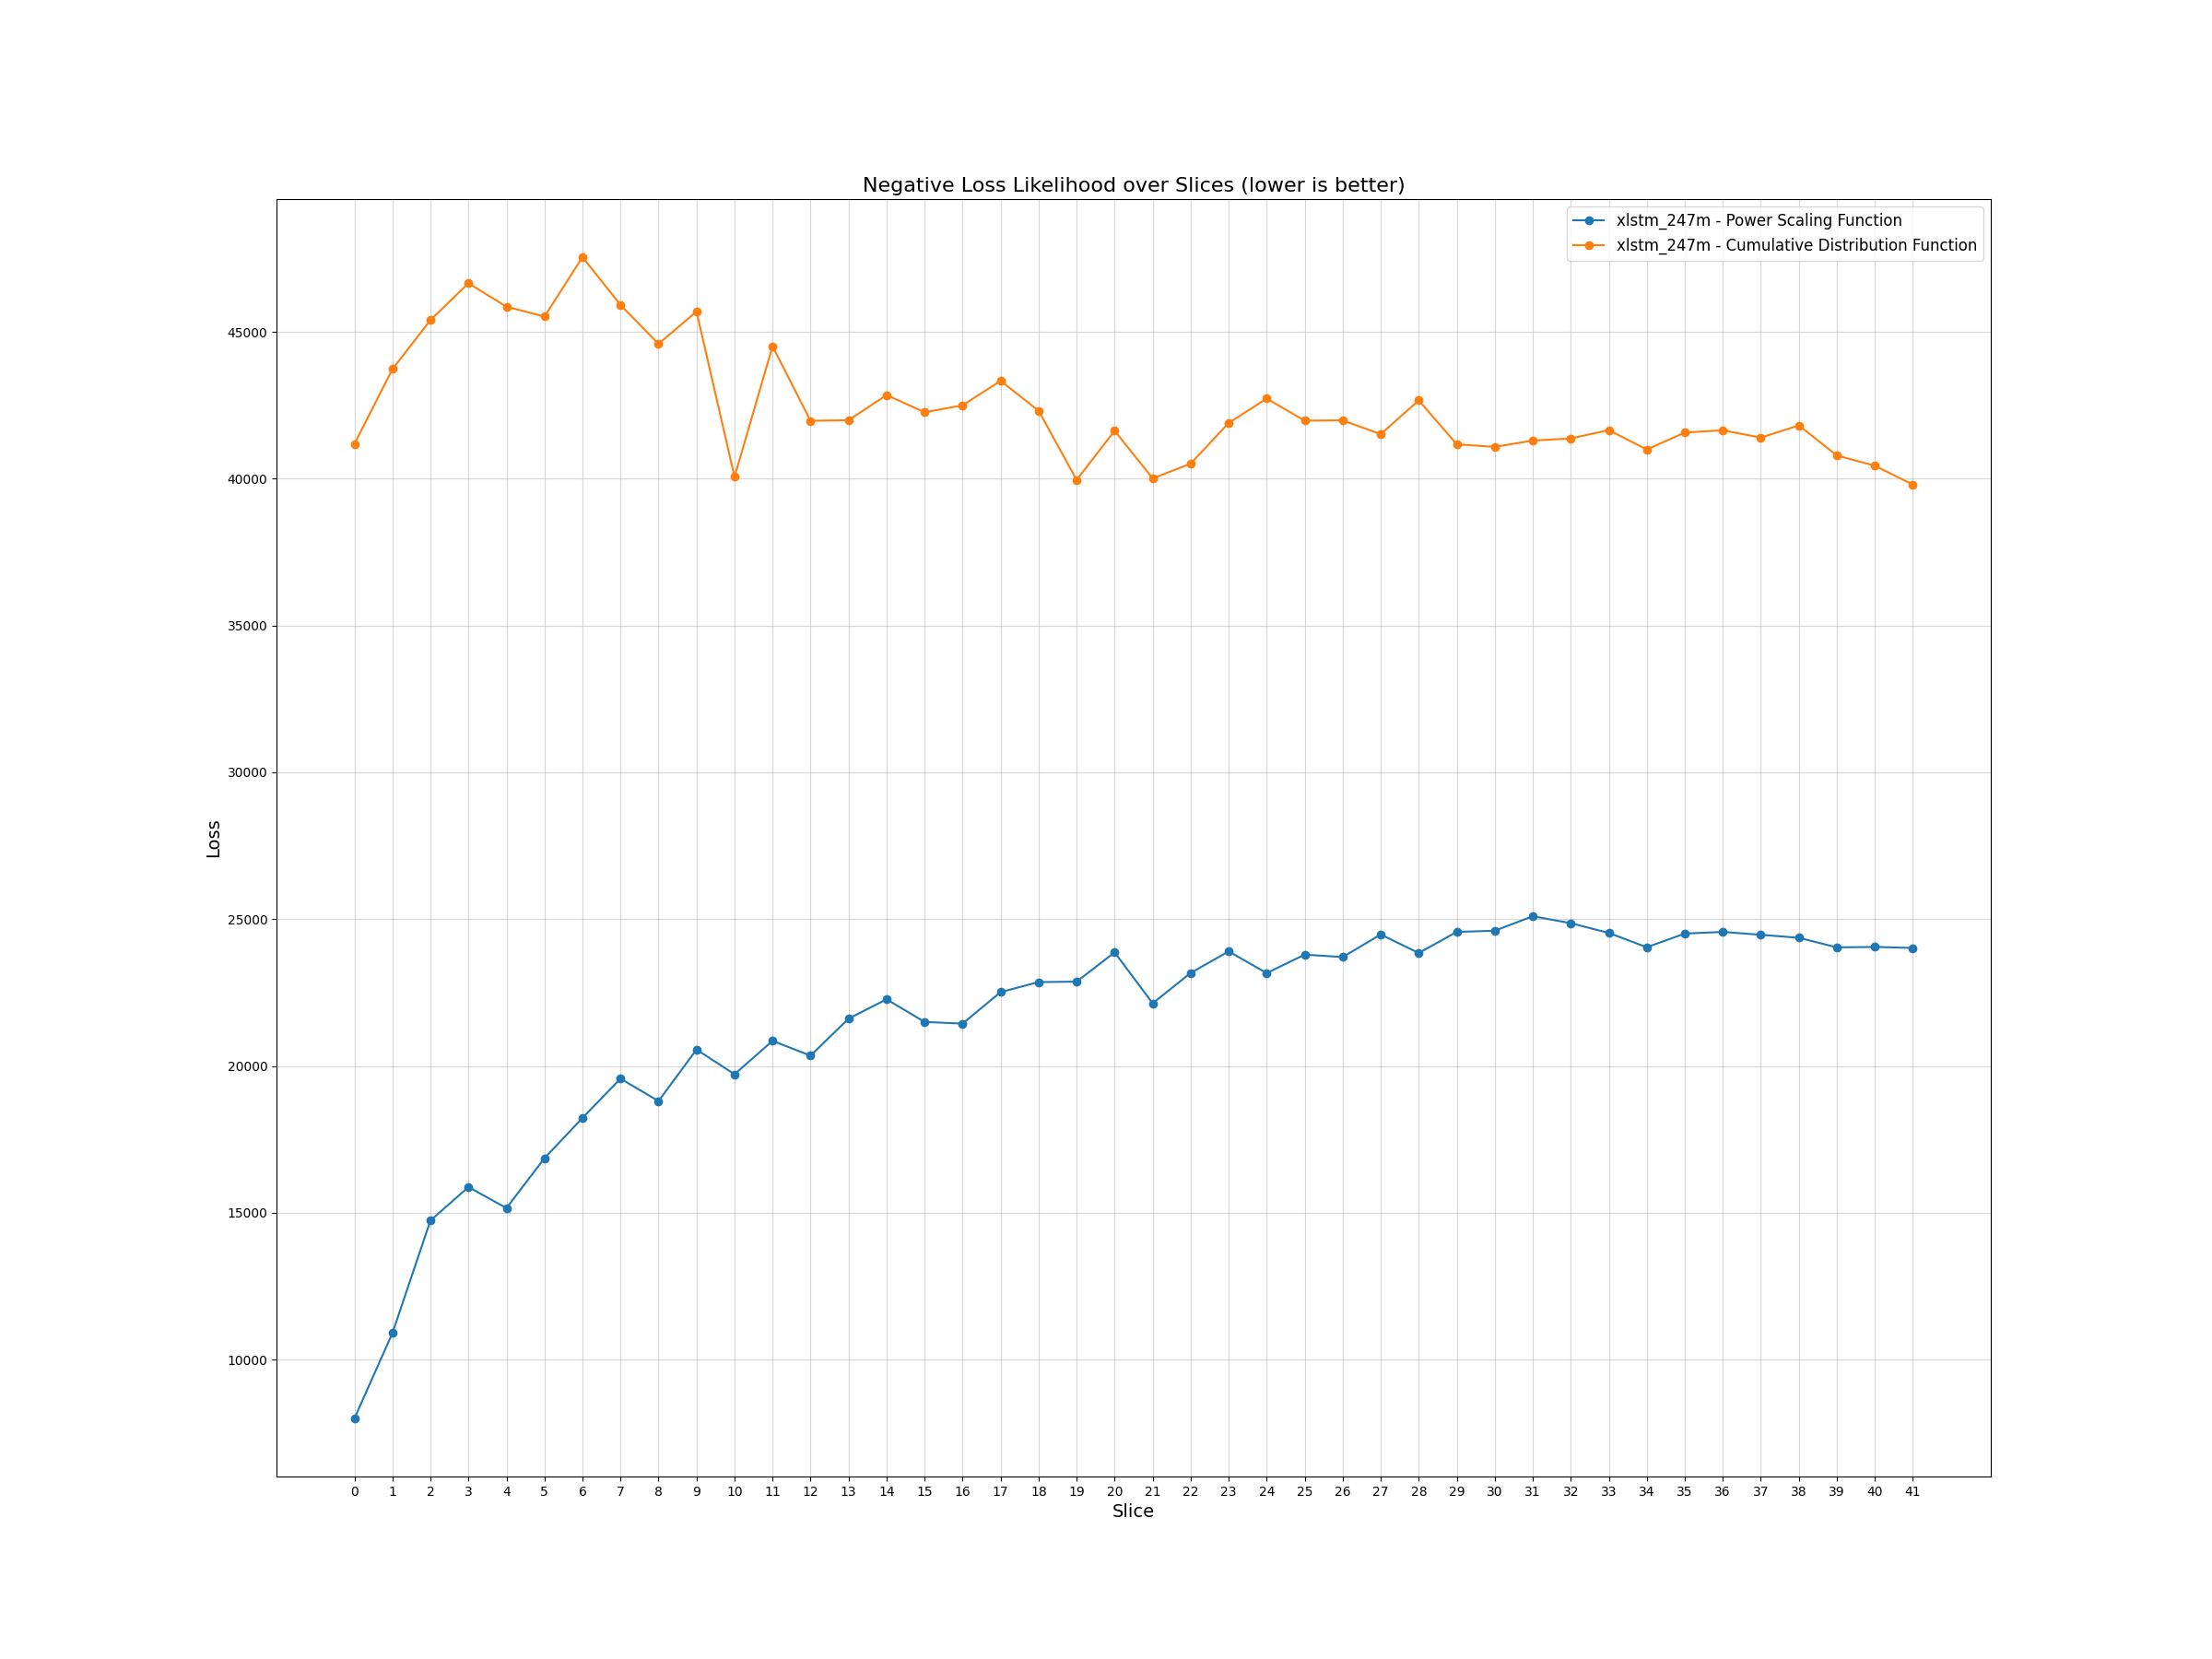 Negative Loss Likelihood over Slices (lower is better)
xlstm_247m - Power Scaling Function
xlstm_247m - Cumulative Distribution Function
45000
40000
35000
30000
25000
20000
15000
10000
Loss
0 1 2 3 4 5 6 7 8 9 10 11 12 13 14 15 16 17 18 19 20 21 22 23 24 25 26 27 28 29 30 31 32 33 34 35 36 37 38 39 40 41
Slice